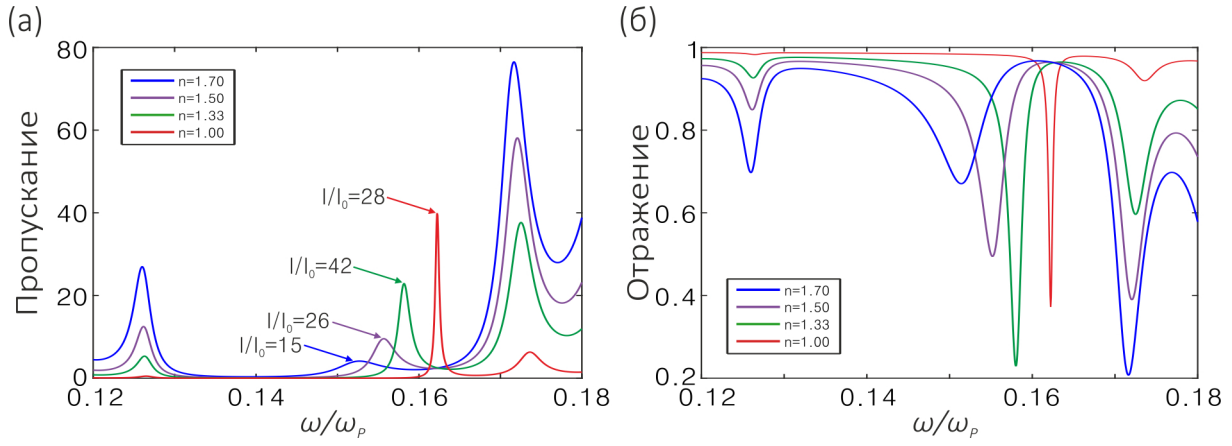 (а)
Пропускание
80
60
40
20
0
n=1.70
n=1.50
n=1.33
n=1.00
I/I₀=28
I/I₀=42
I/I₀=26
I/I₀=15
0.12
0.14
0.16
0.18
ω/ωₚ
(б)
Отражение
1
0.8
0.6
0.4
0.2
n=1.70
n=1.50
n=1.33
n=1.00
0.12
0.14
0.16
0.18
ω/ωₚ